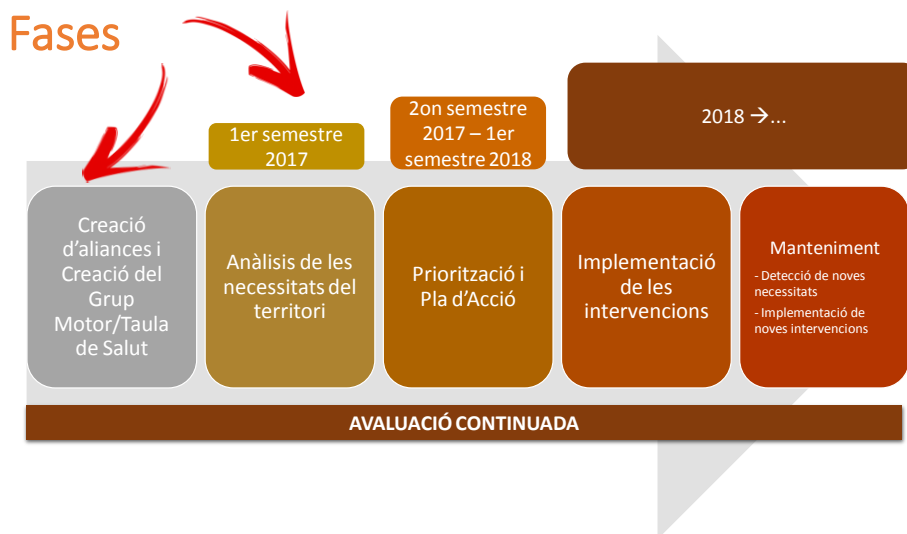 Fases
1er semestre
2017
2on semestre
2017 – 1er
semestre 2018
2018 →...
Creació
d'aliances i
Creació del
Grup
Motor/Taula
de Salut
Anàlisis de les
necessitats del
territori
Priorització i
Pla d'Acció
Implementació
de les
intervencions
Manteniment
- Detecció de noves
necessitats
- Implementació de
noves intervencions
AVALUACIÓ CONTINUADA